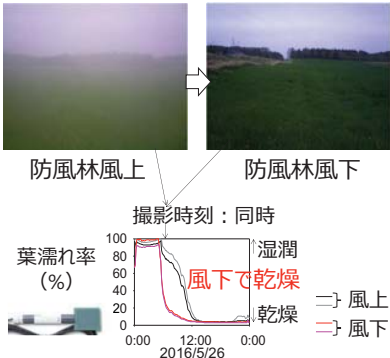 防風林風上
防風林風下
撮影時刻：同時
葉濡れ率
（%）
100
80
60
40
20
0
↑湿潤
風下で乾燥
↓乾燥
風上
風下
0:00 12:00 0:00
2016/5/26